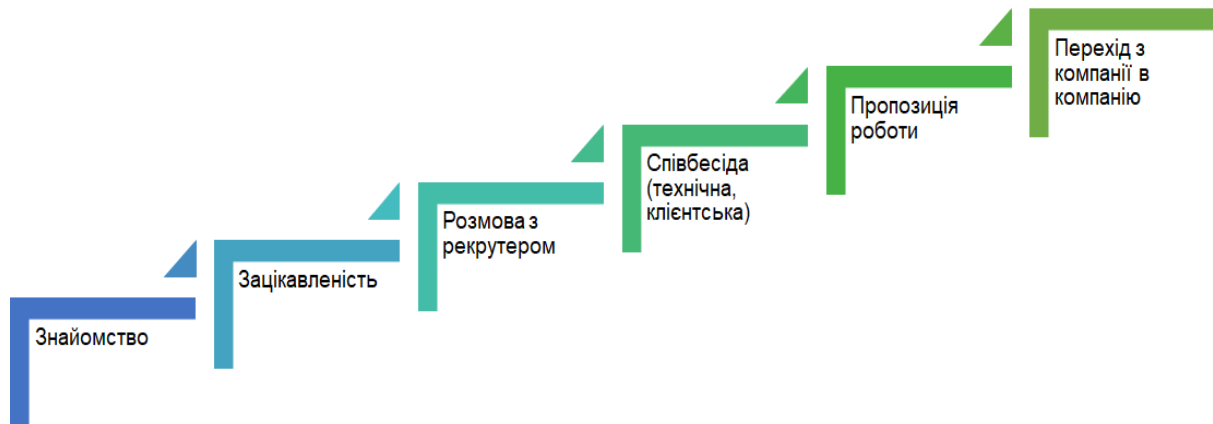 Знайомство
Зацікавленість
Розмова з
рекрутером
Співбесіда
(технічна,
клієнтська)
Пропозиція
роботи
Перехід з
компанії в
компанію